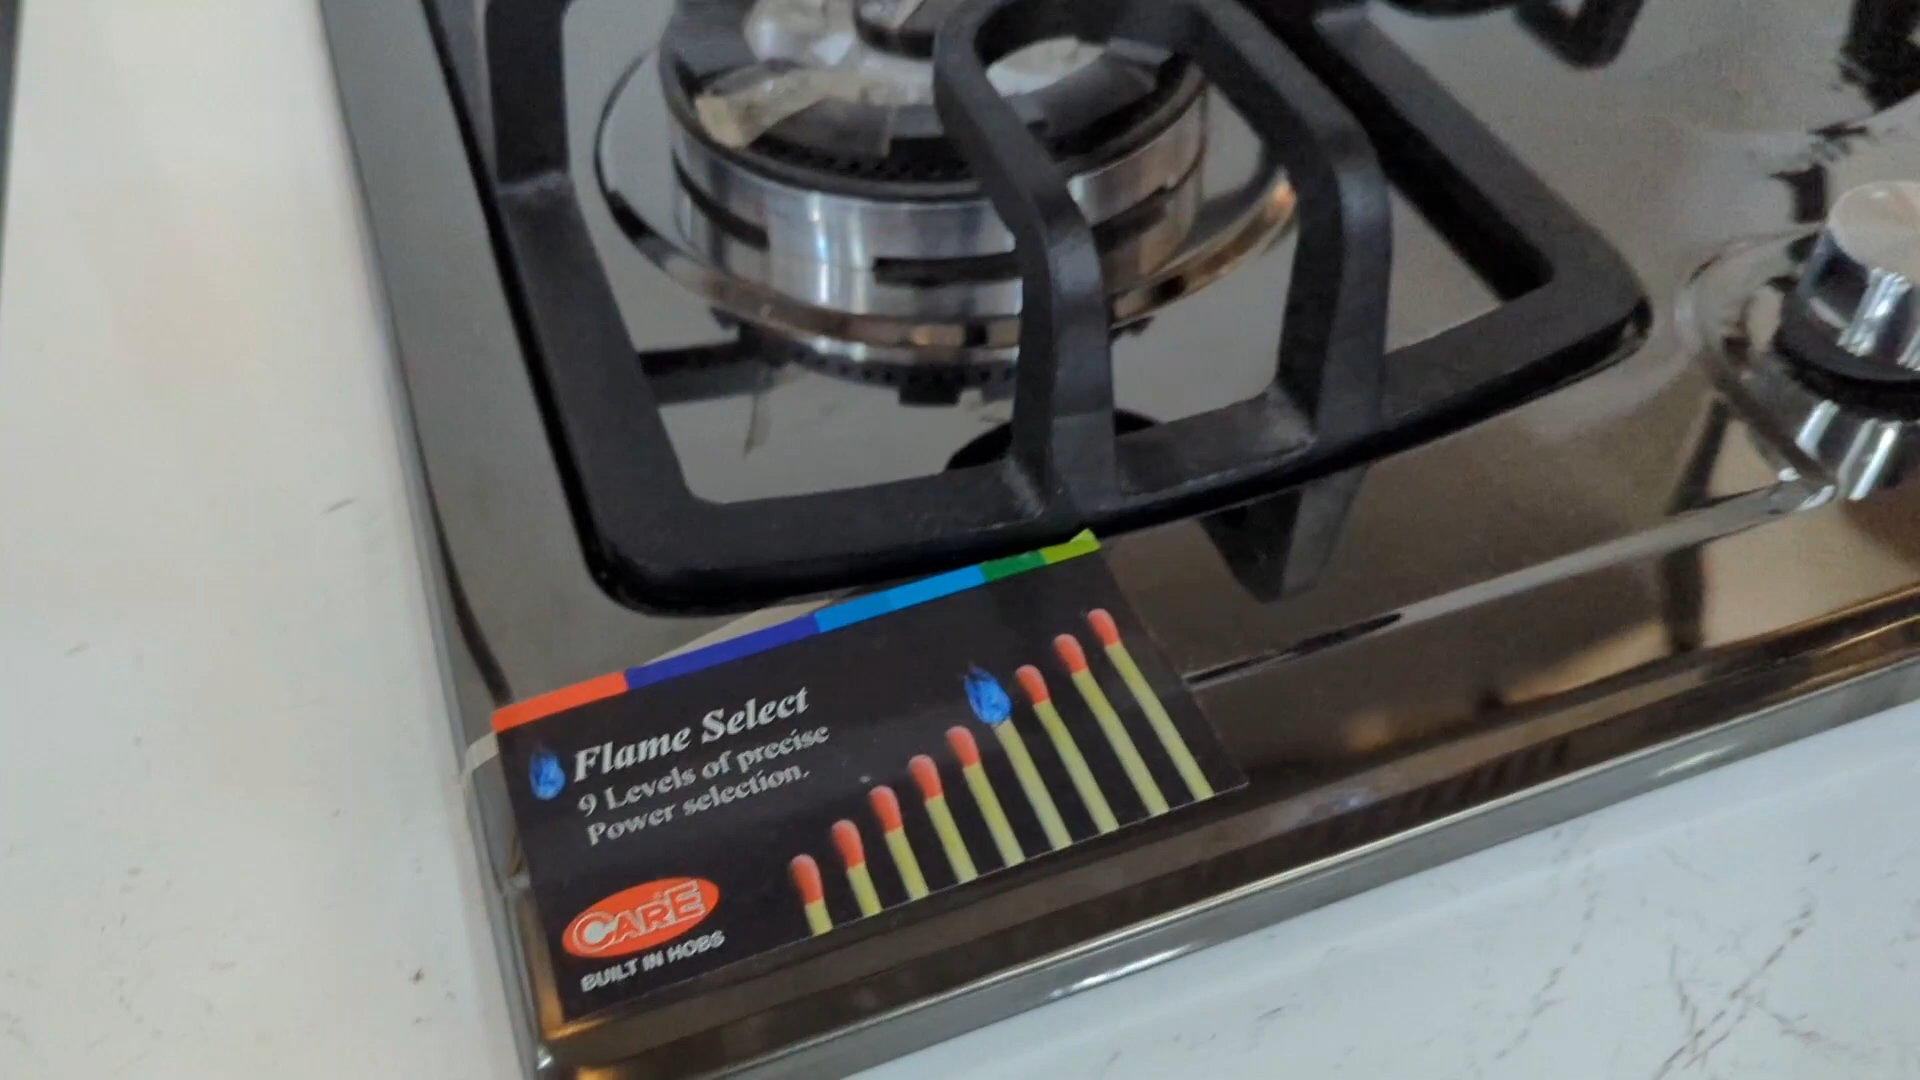 Flame Select
9 Levels of precise
Power selection.
CARE
BUILT IN HOBS